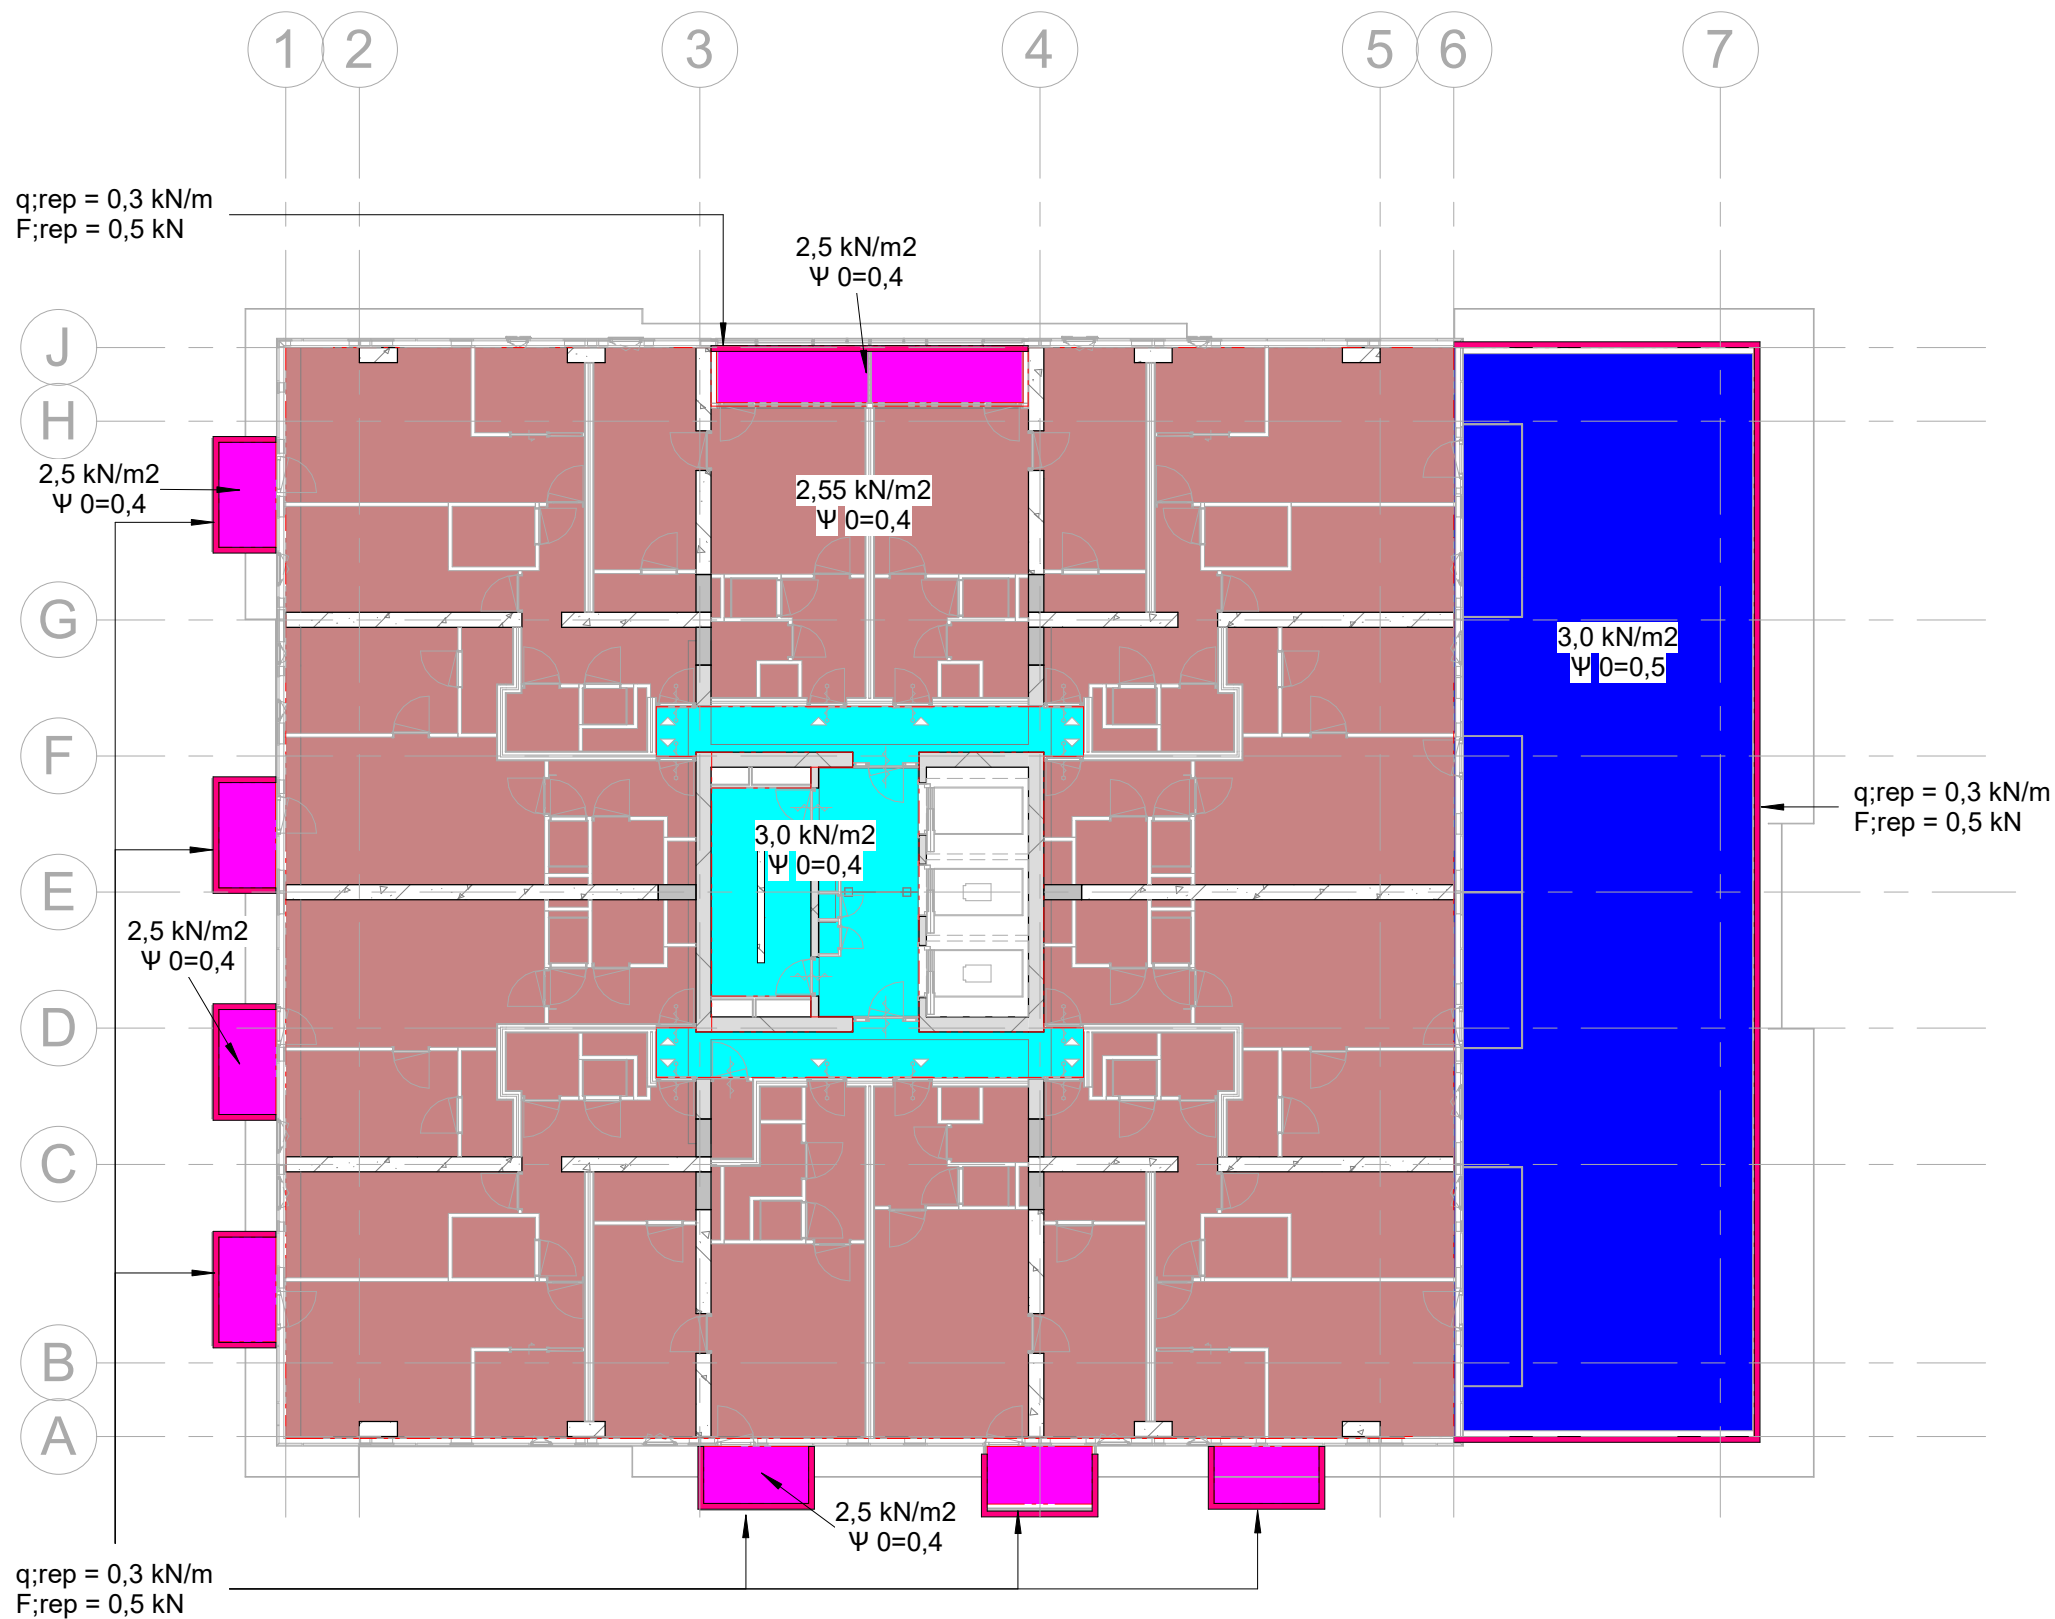 1
2
3
4
5
6
7
q;rep = 0,3 kN/m
F;rep = 0,5 kN
2,5 kN/m2
Ψ 0=0,4
J
H
2,5 kN/m2
Ψ 0=0,4
2,55 kN/m2
Ψ 0=0,4
G
3,0 kN/m2
Ψ 0=0,5
F
q;rep = 0,3 kN/m
F;rep = 0,5 kN
3,0 kN/m2
Ψ 0=0,4
E
2,5 kN/m2
Ψ 0=0,4
D
C
B
A
2,5 kN/m2
Ψ 0=0,4
q;rep = 0,3 kN/m
F;rep = 0,5 kN